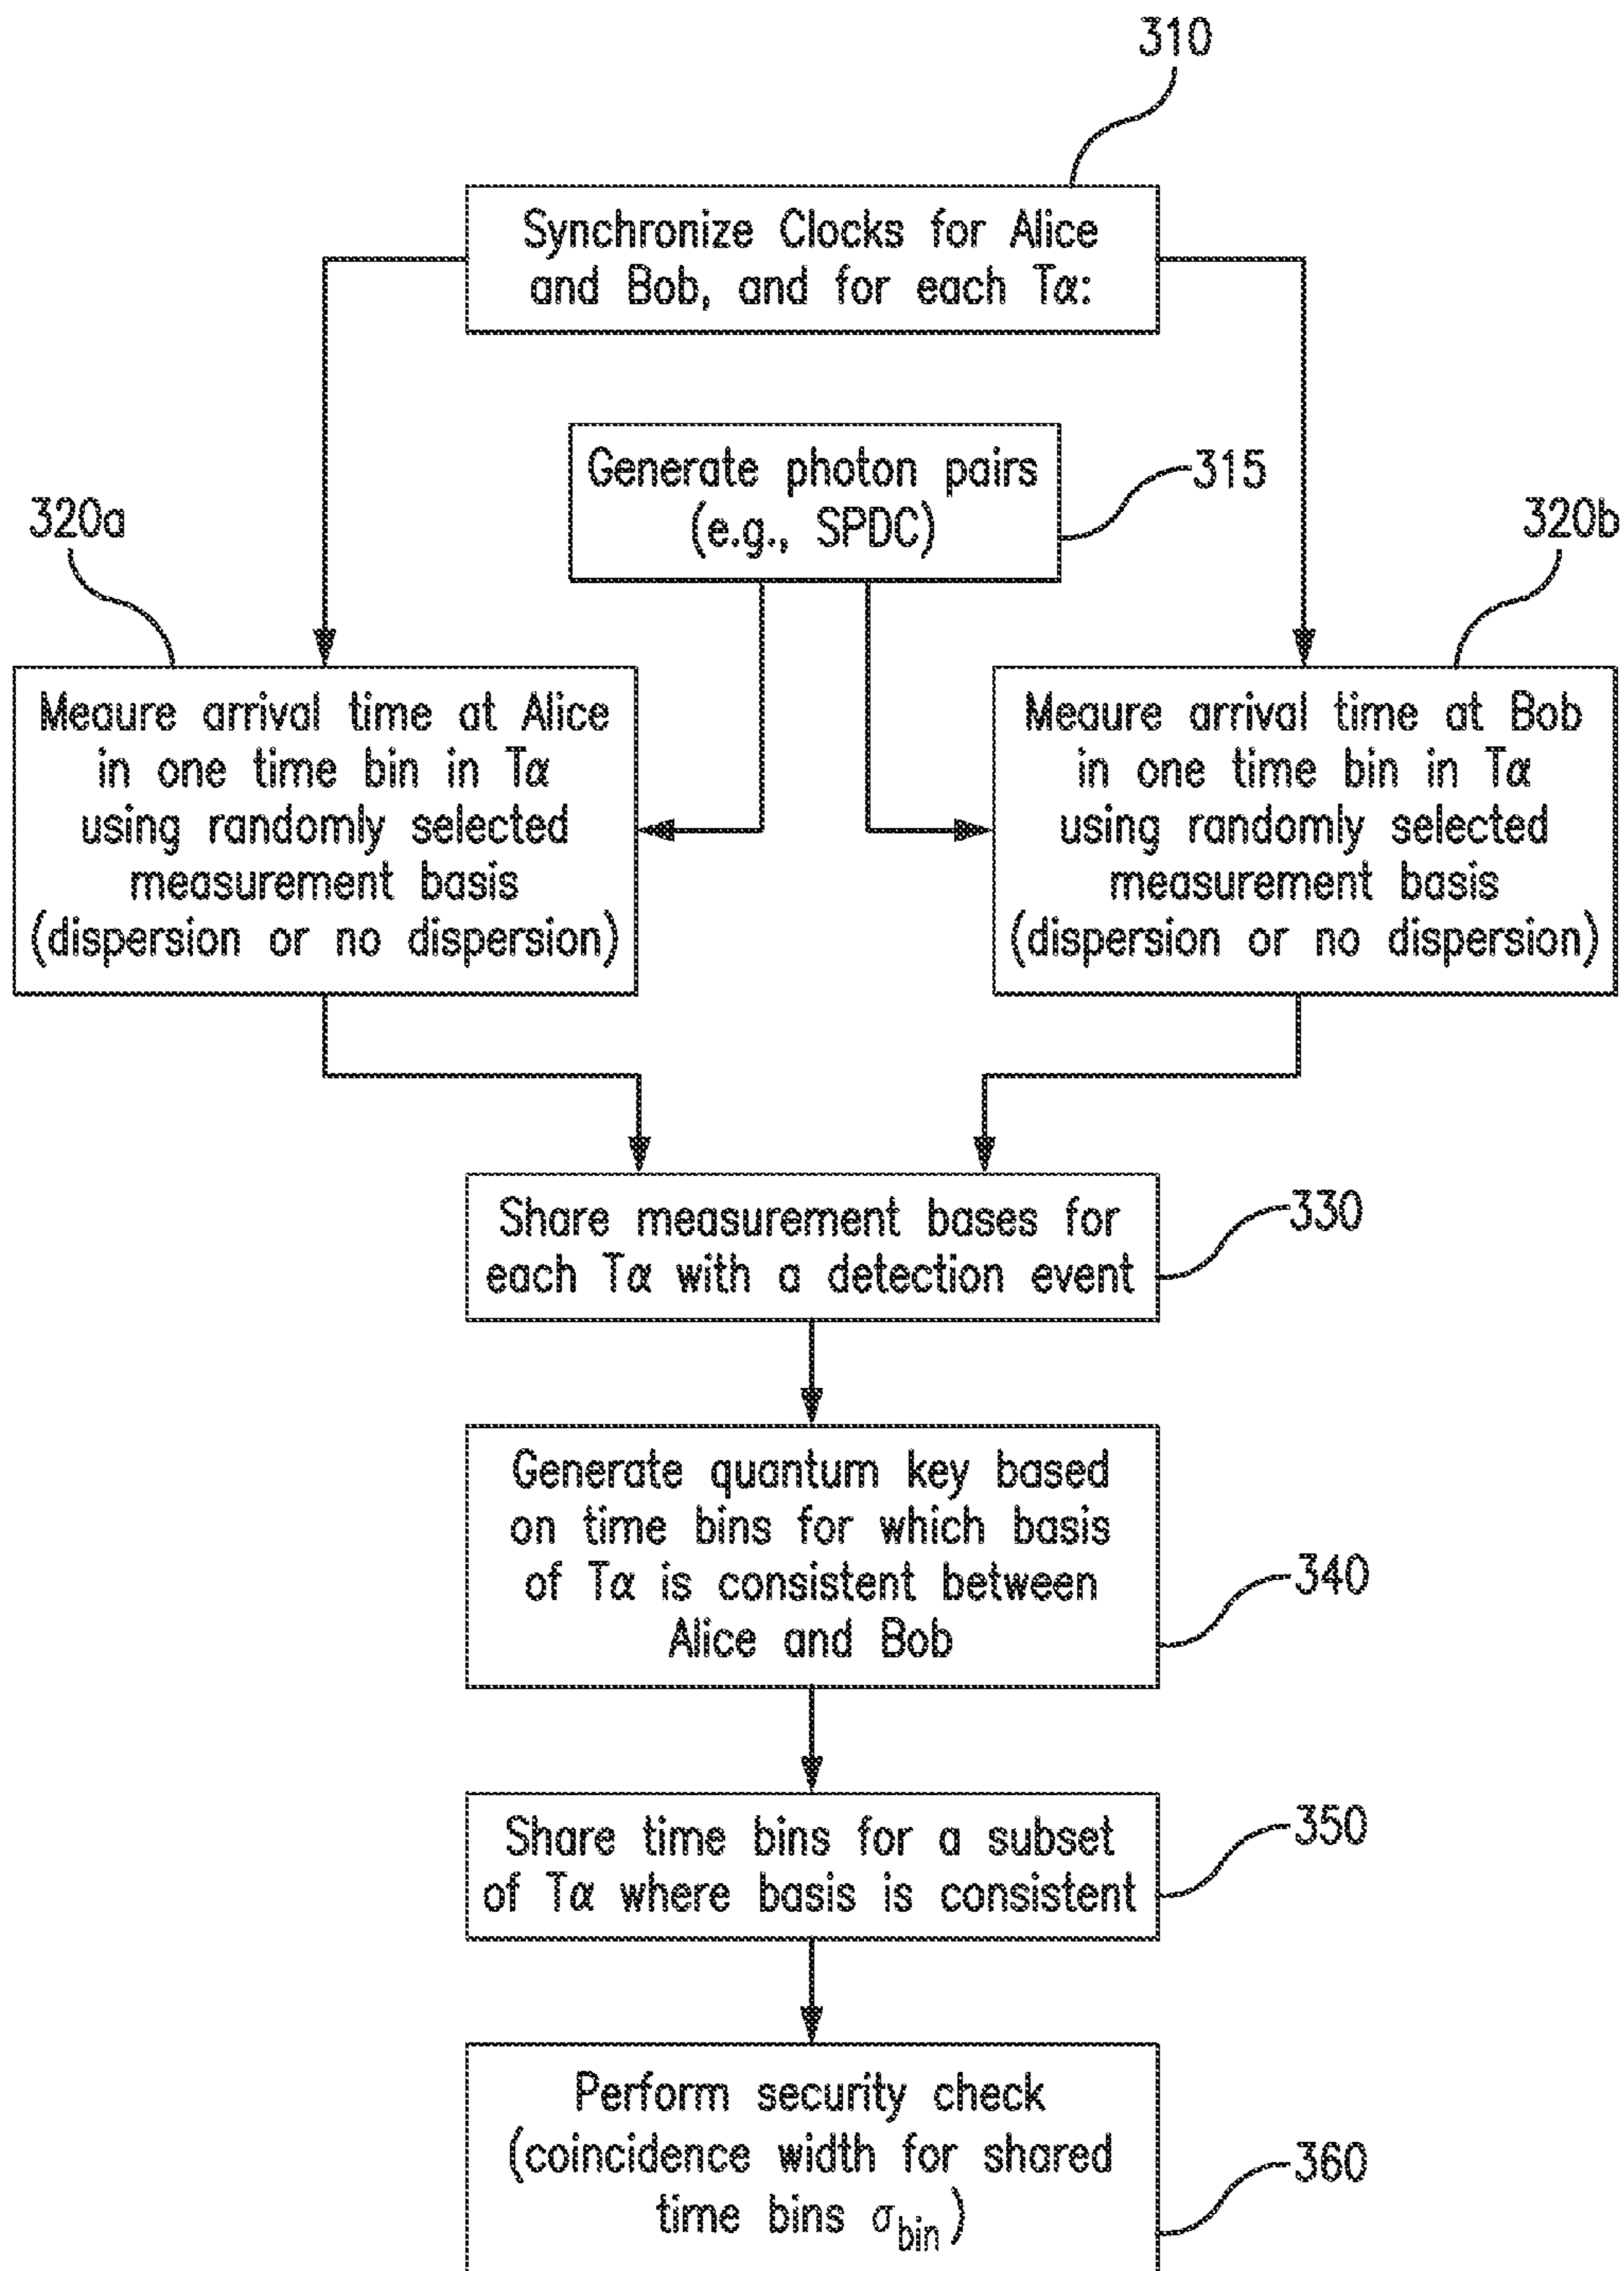 310
Synchronize Clocks for Alice
and Bob, and for each Tα:
Generate photon pairs
(e.g., SPDC)
315
320a
320b
Meaure arrival time at Alice
in one time bin in Tα
using randomly selected
measurement basis
(dispersion or no dispersion)
Meaure arrival time at Bob
in one time bin in Tα
using randomly selected
measurement basis
(dispersion or no dispersion)
Share measurement bases for
each Tα with a detection event
330
Generate quantum key based
on time bins for which basis
of Tα is consistent between
Alice and Bob
340
Share time bins for a subset
of Tα where basis is consistent
350
Perform security check
(coincidence width for shared
time bins σbin)
360